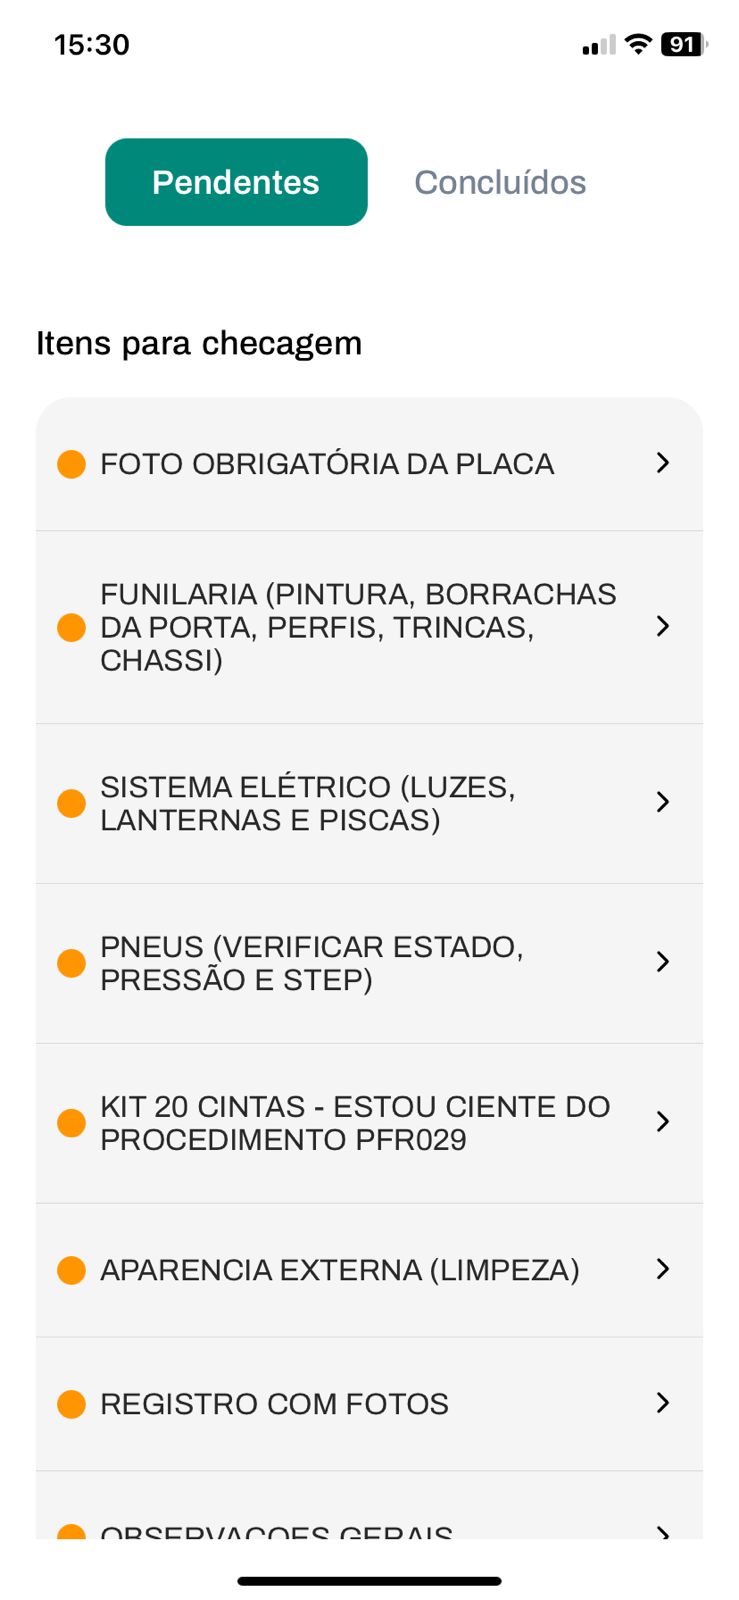 15:30
91
Pendentes
Concluídos
Itens para checagem
FOTO OBRIGATÓRIA DA PLACA
FUNILARIA (PINTURA, BORRACHAS
DA PORTA, PERFIS, TRINCAS,
CHASSI)
SISTEMA ELÉTRICO (LUZES,
LANTERNAS E PISCAS)
PNEUS (VERIFICAR ESTADO,
PRESSÃO E STEP)
KIT 20 CINTAS - ESTOU CIENTE DO
PROCEDIMENTO PFR029
APARENCIA EXTERNA (LIMPEZA)
REGISTRO COM FOTOS
OBSERVACOES GERAIS